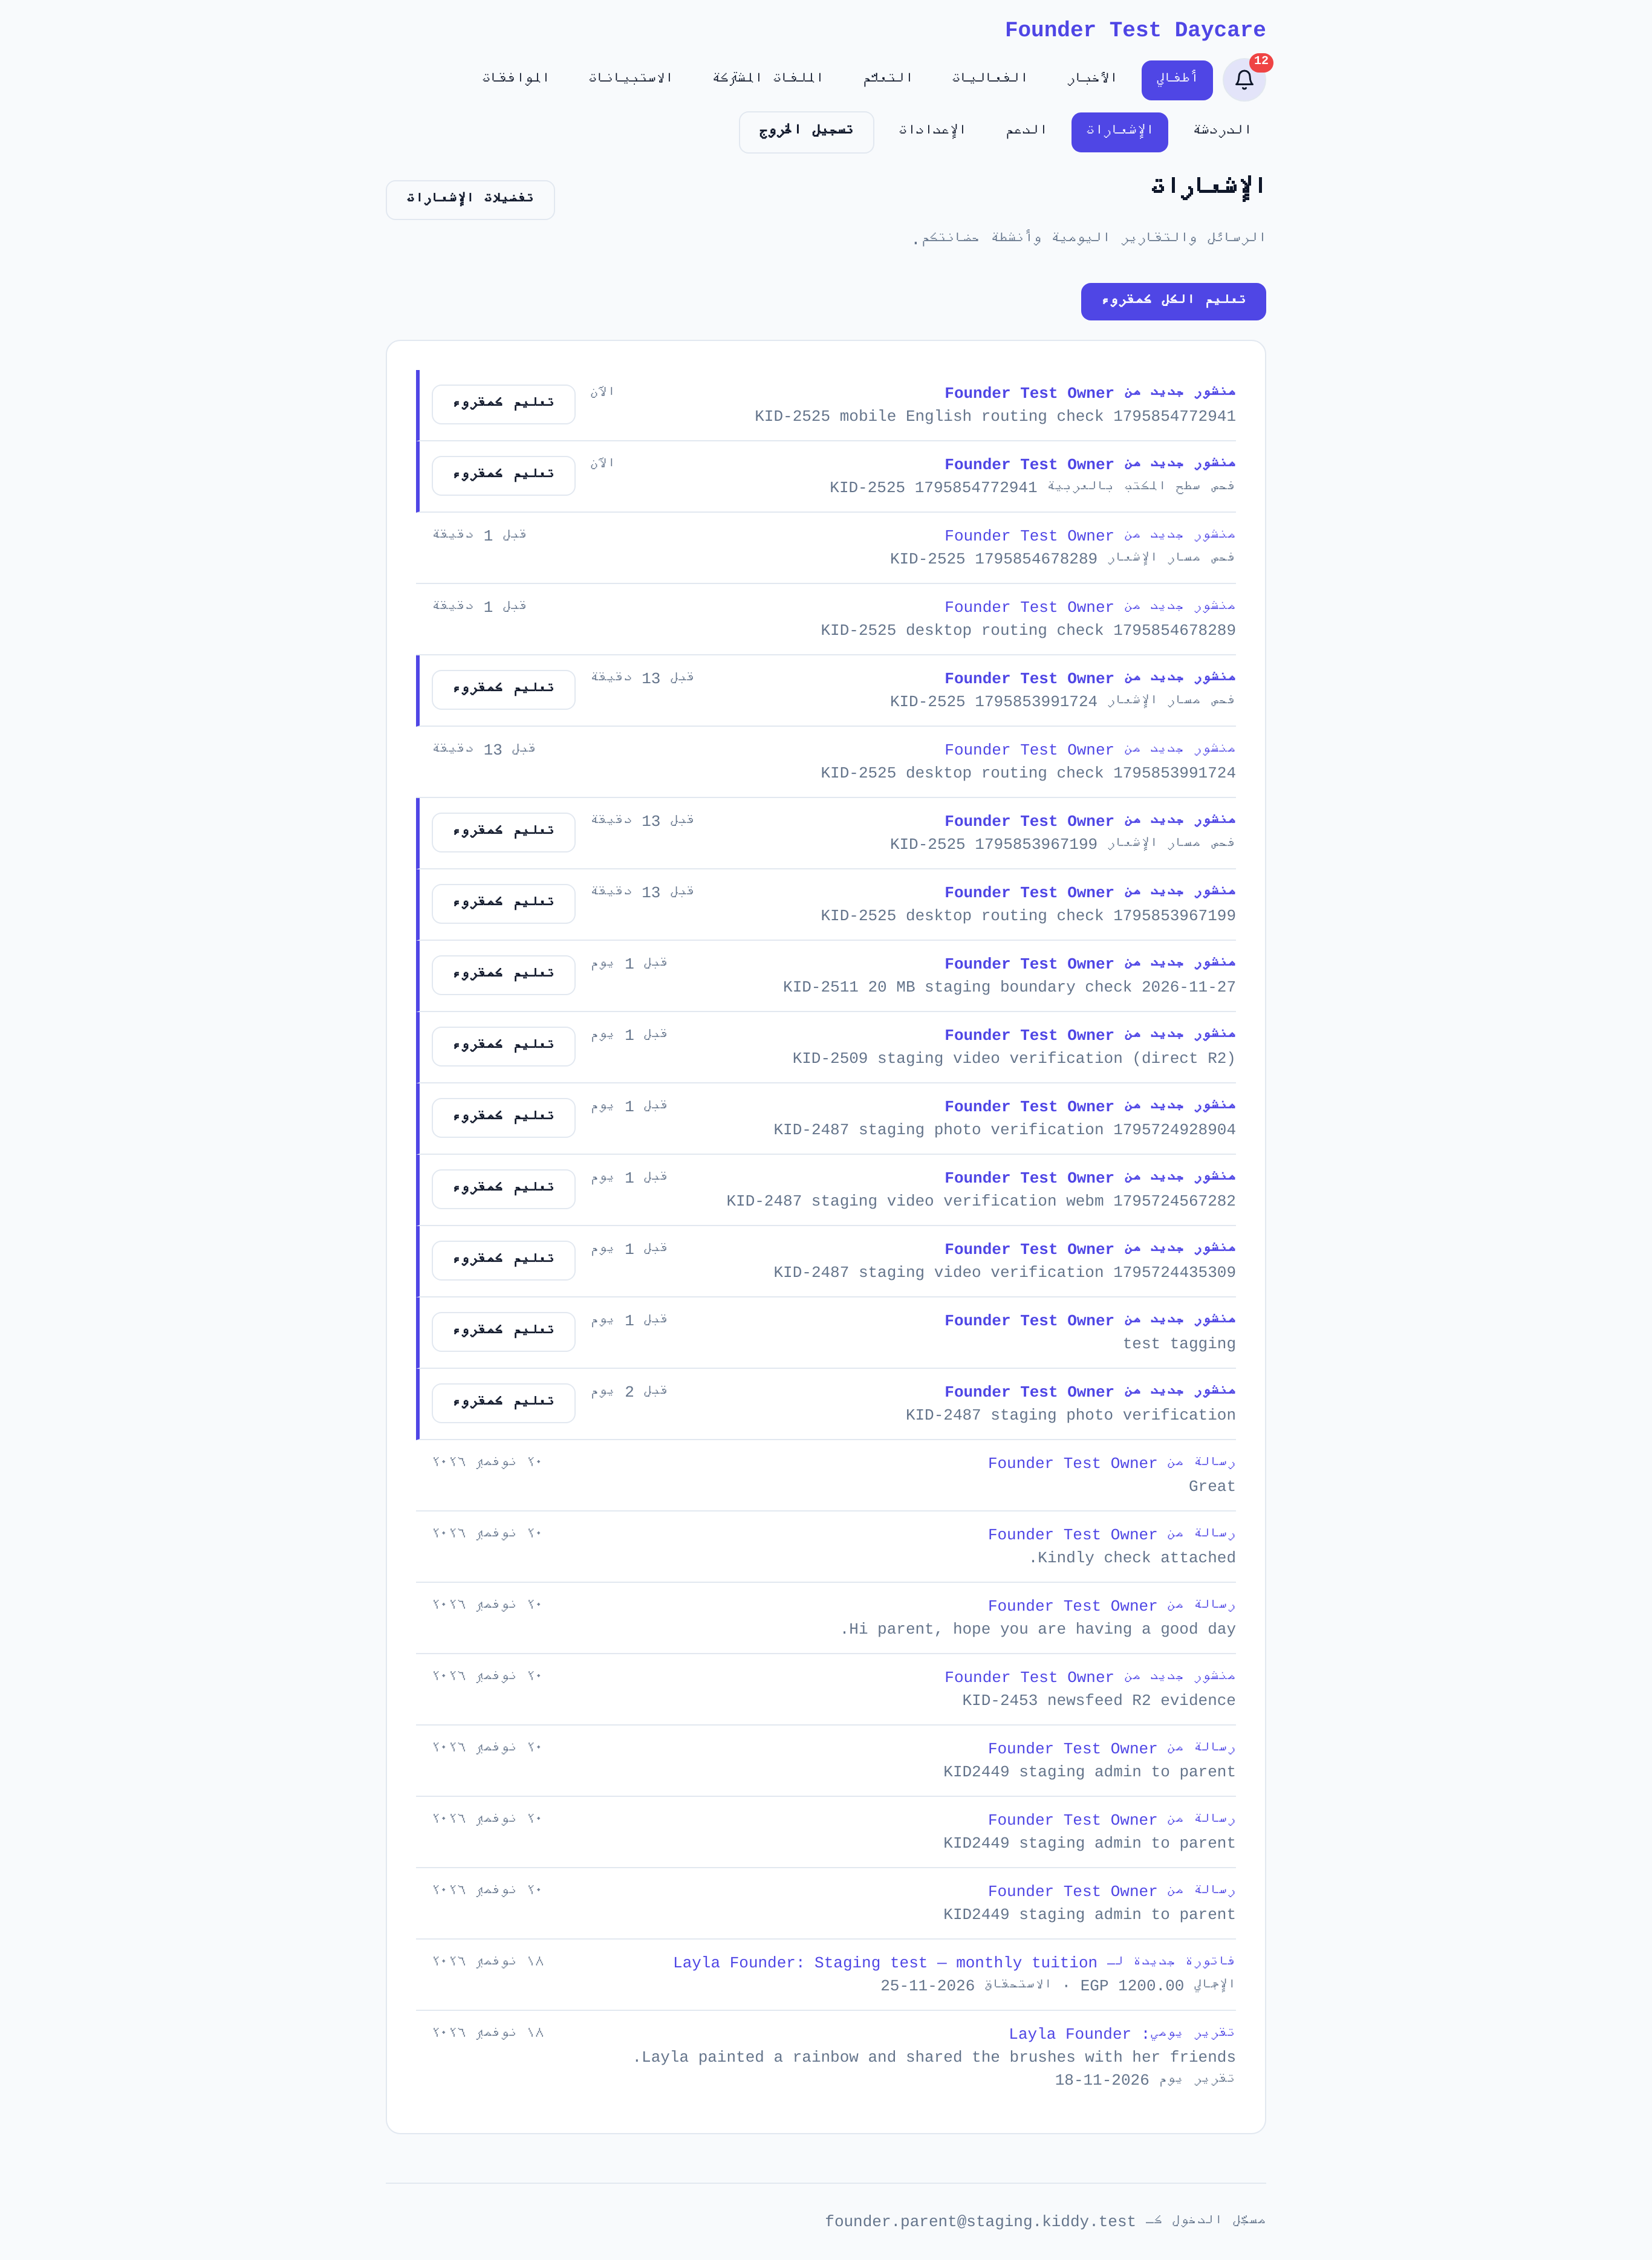 Founder Test Daycare
12
أطفالي
الأخبار
الفعاليات
التعلّم
الملفات المشتركة
الاستبيانات
الموافقات
الدردشة
الإشعارات
الدعم
الإعدادات
تسجيل الخروج
الإشعارات
تفضيلات الإشعارات
الرسائل والتقارير اليومية وأنشطة حضانتكم.
تعليم الكل كمقروء
منشور جديد من Founder Test Owner
KID-2525 mobile English routing check 1795854772941
الآن
تعليم كمقروء
منشور جديد من Founder Test Owner
فحص سطح المكتب بالعربية KID-2525 1795854772941
الآن
تعليم كمقروء
منشور جديد من Founder Test Owner
فحص مسار الإشعار KID-2525 1795854678289
قبل 1 دقيقة
منشور جديد من Founder Test Owner
KID-2525 desktop routing check 1795854678289
قبل 1 دقيقة
منشور جديد من Founder Test Owner
فحص مسار الإشعار KID-2525 1795853991724
قبل 13 دقيقة
تعليم كمقروء
منشور جديد من Founder Test Owner
KID-2525 desktop routing check 1795853991724
قبل 13 دقيقة
منشور جديد من Founder Test Owner
فحص مسار الإشعار KID-2525 1795853967199
قبل 13 دقيقة
تعليم كمقروء
منشور جديد من Founder Test Owner
KID-2525 desktop routing check 1795853967199
قبل 13 دقيقة
تعليم كمقروء
منشور جديد من Founder Test Owner
KID-2511 20 MB staging boundary check 2026-11-27
قبل 1 يوم
تعليم كمقروء
منشور جديد من Founder Test Owner
KID-2509 staging video verification (direct R2)
قبل 1 يوم
تعليم كمقروء
منشور جديد من Founder Test Owner
KID-2487 staging photo verification 1795724928904
قبل 1 يوم
تعليم كمقروء
منشور جديد من Founder Test Owner
KID-2487 staging video verification webm 1795724567282
قبل 1 يوم
تعليم كمقروء
منشور جديد من Founder Test Owner
KID-2487 staging video verification 1795724435309
قبل 1 يوم
تعليم كمقروء
منشور جديد من Founder Test Owner
test tagging
قبل 1 يوم
تعليم كمقروء
منشور جديد من Founder Test Owner
KID-2487 staging photo verification
قبل 2 يوم
تعليم كمقروء
رسالة من Founder Test Owner
Great
٢٠ نوفمبر ٢٠٢٦
رسالة من Founder Test Owner
Kindly check attached.
٢٠ نوفمبر ٢٠٢٦
رسالة من Founder Test Owner
Hi parent, hope you are having a good day.
٢٠ نوفمبر ٢٠٢٦
منشور جديد من Founder Test Owner
KID-2453 newsfeed R2 evidence
٢٠ نوفمبر ٢٠٢٦
رسالة من Founder Test Owner
KID2449 staging admin to parent
٢٠ نوفمبر ٢٠٢٦
رسالة من Founder Test Owner
KID2449 staging admin to parent
٢٠ نوفمبر ٢٠٢٦
رسالة من Founder Test Owner
KID2449 staging admin to parent
٢٠ نوفمبر ٢٠٢٦
فاتورة جديدة لـ Layla Founder: Staging test — monthly tuition
الإجمالي EGP 1200.00 · الاستحقاق 25-11-2026
١٨ نوفمبر ٢٠٢٦
تقرير يومي: Layla Founder
Layla painted a rainbow and shared the brushes with her friends.
تقرير يوم 18-11-2026
١٨ نوفمبر ٢٠٢٦
مسجّل الدخول كـ founder.parent@staging.kiddy.test